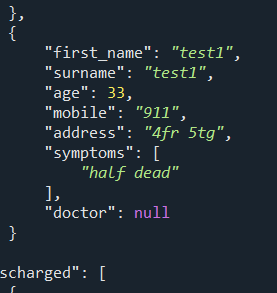 },
{
"first_name": "test1",
"surname": "test1",
"age": 33,
"mobile": "911",
"address": "4fr 5tg",
"symptoms": [
"half dead"
],
"doctor": null
}
scharged": [
{